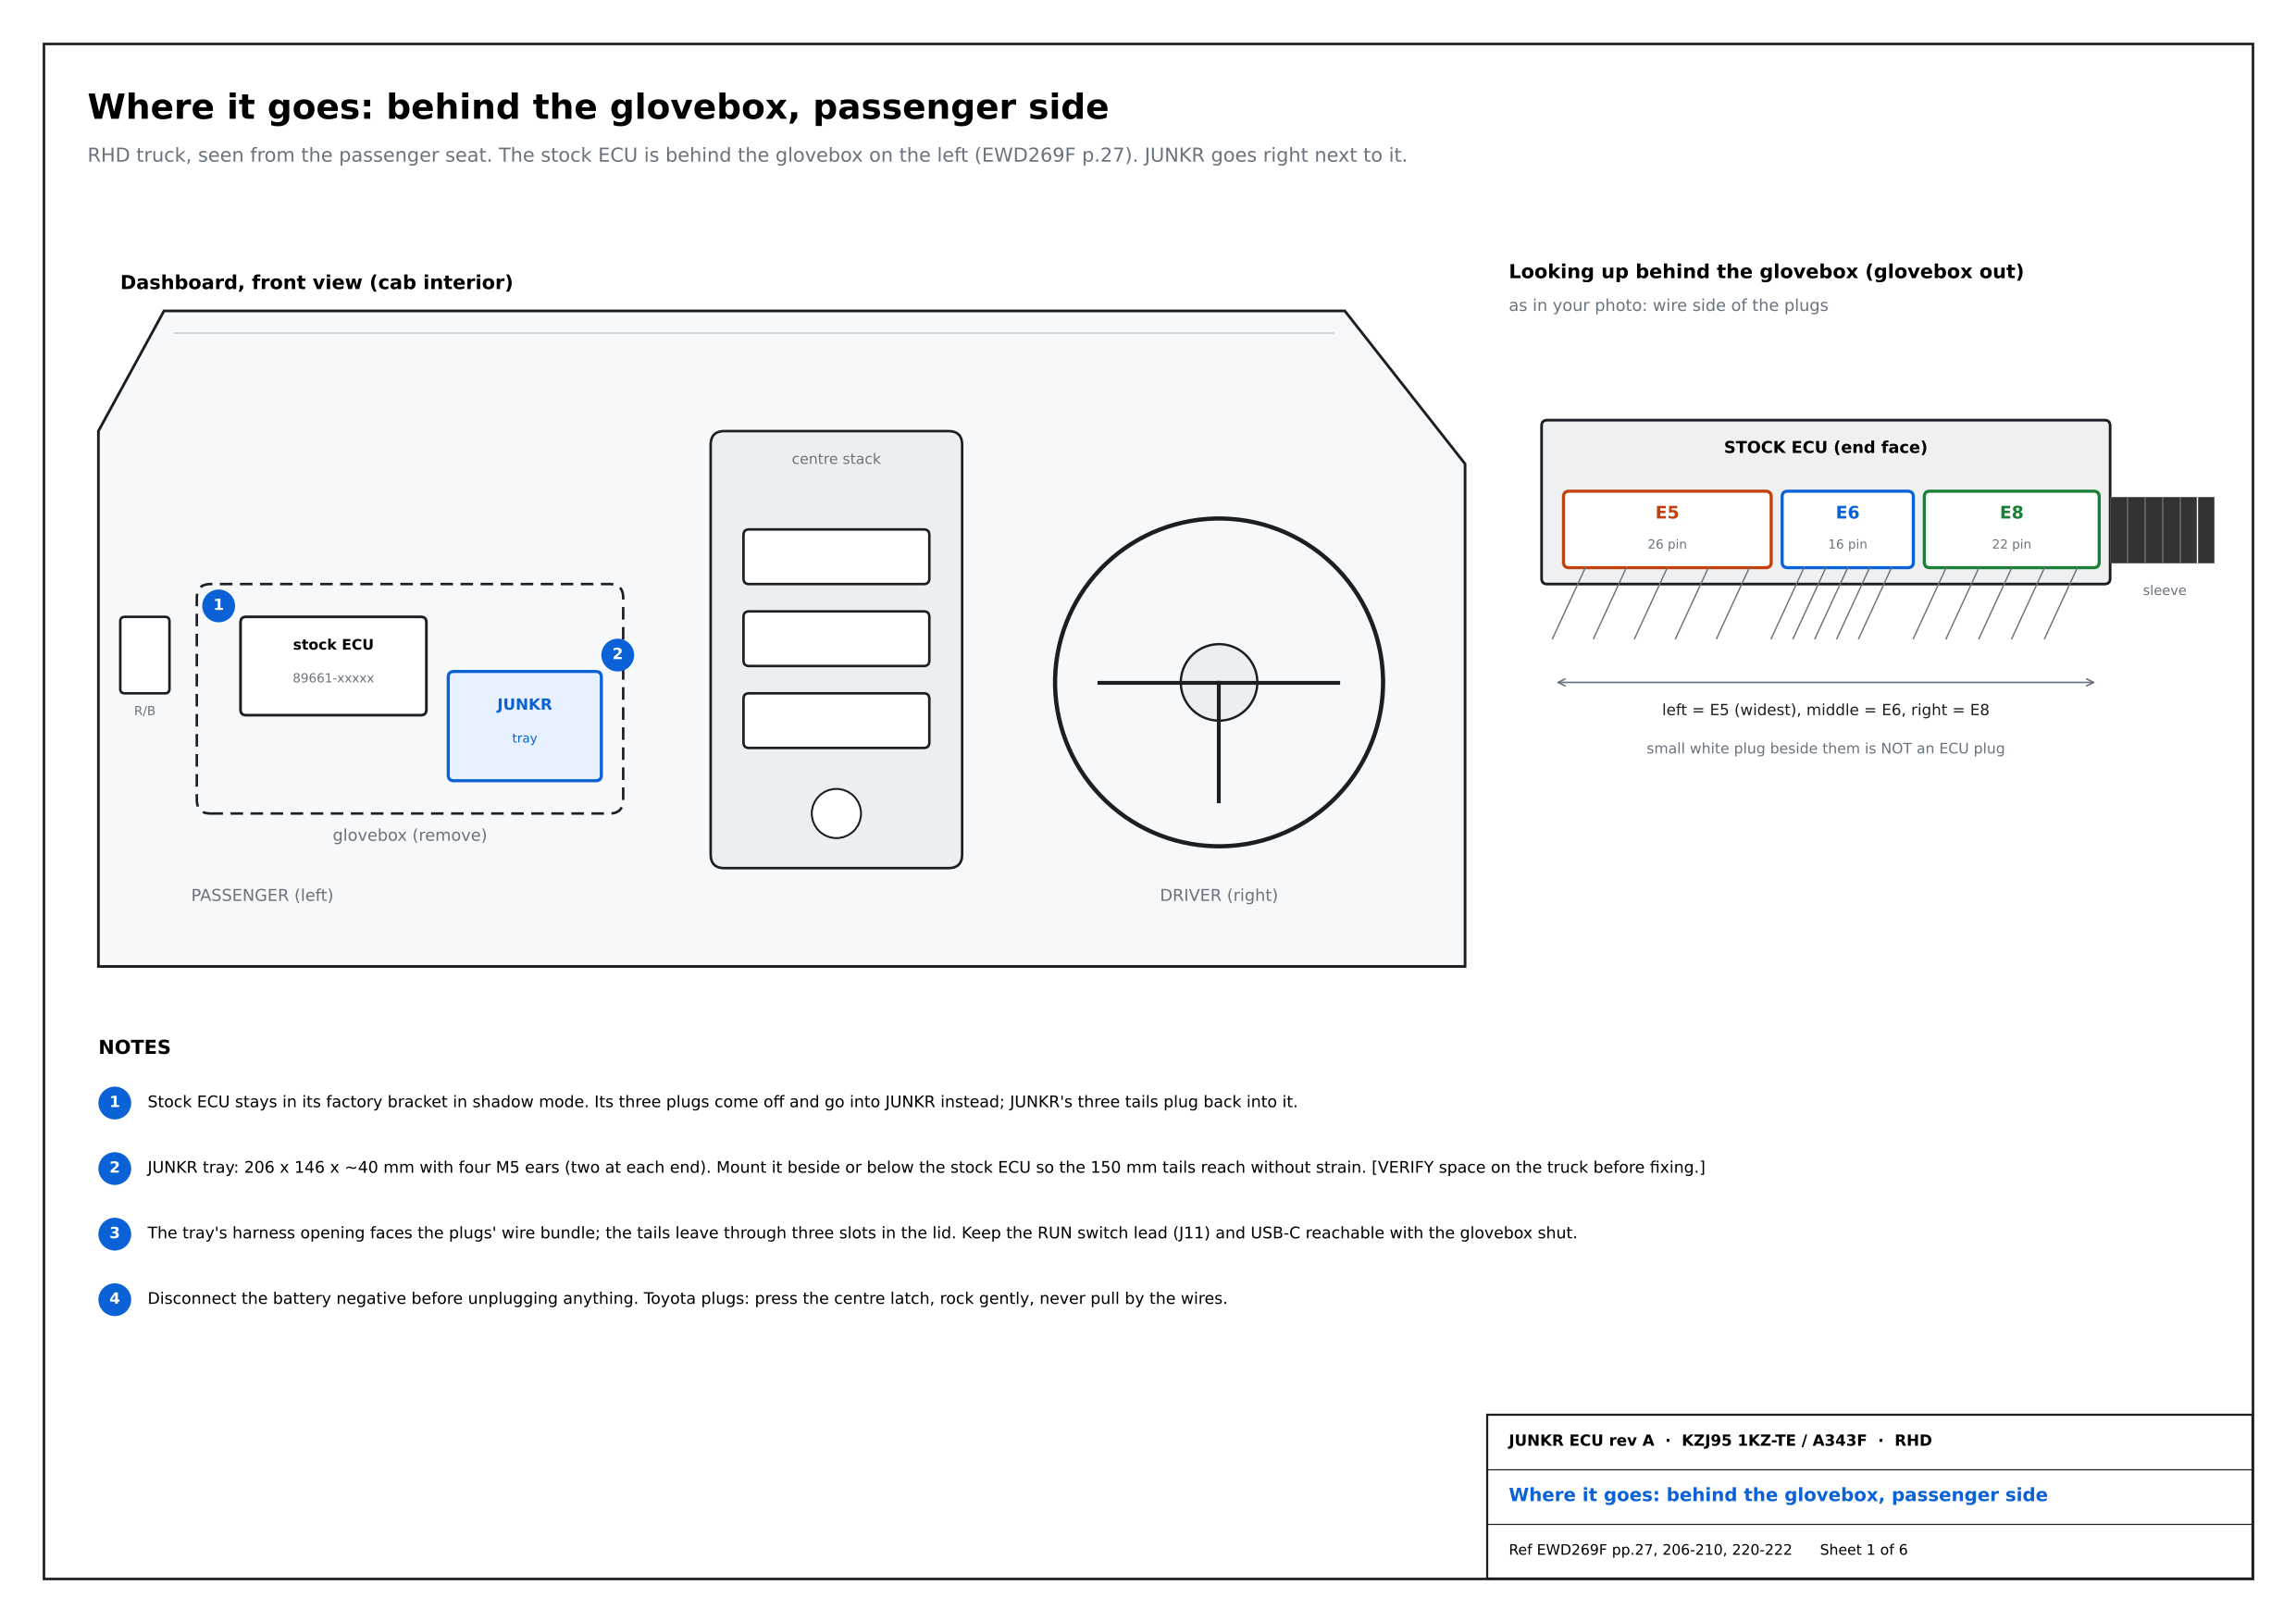 Where it goes: behind the glovebox, passenger side
RHD truck, seen from the passenger seat. The stock ECU is behind the glovebox on the left (EWD269F p.27). JUNKR goes right next to it.
Dashboard, front view (cab interior)
centre stack
1
stock ECU
89661-xxxxx
2
JUNKR
tray
R/B
glovebox (remove)
PASSENGER (left)
DRIVER (right)
Looking up behind the glovebox (glovebox out)
as in your photo: wire side of the plugs
STOCK ECU (end face)
E5
26 pin
E6
16 pin
E8
22 pin
sleeve
left = E5 (widest), middle = E6, right = E8
small white plug beside them is NOT an ECU plug
NOTES
1 Stock ECU stays in its factory bracket in shadow mode. Its three plugs come off and go into JUNKR instead; JUNKR's three tails plug back into it.
2 JUNKR tray: 206 x 146 x ~40 mm with four M5 ears (two at each end). Mount it beside or below the stock ECU so the 150 mm tails reach without strain. [VERIFY space on the truck before fixing.]
3 The tray's harness opening faces the plugs' wire bundle; the tails leave through three slots in the lid. Keep the RUN switch lead (J11) and USB-C reachable with the glovebox shut.
4 Disconnect the battery negative before unplugging anything. Toyota plugs: press the centre latch, rock gently, never pull by the wires.
JUNKR ECU rev A · KZJ95 1KZ-TE / A343F · RHD
Where it goes: behind the glovebox, passenger side
Ref EWD269F pp.27, 206-210, 220-222 Sheet 1 of 6